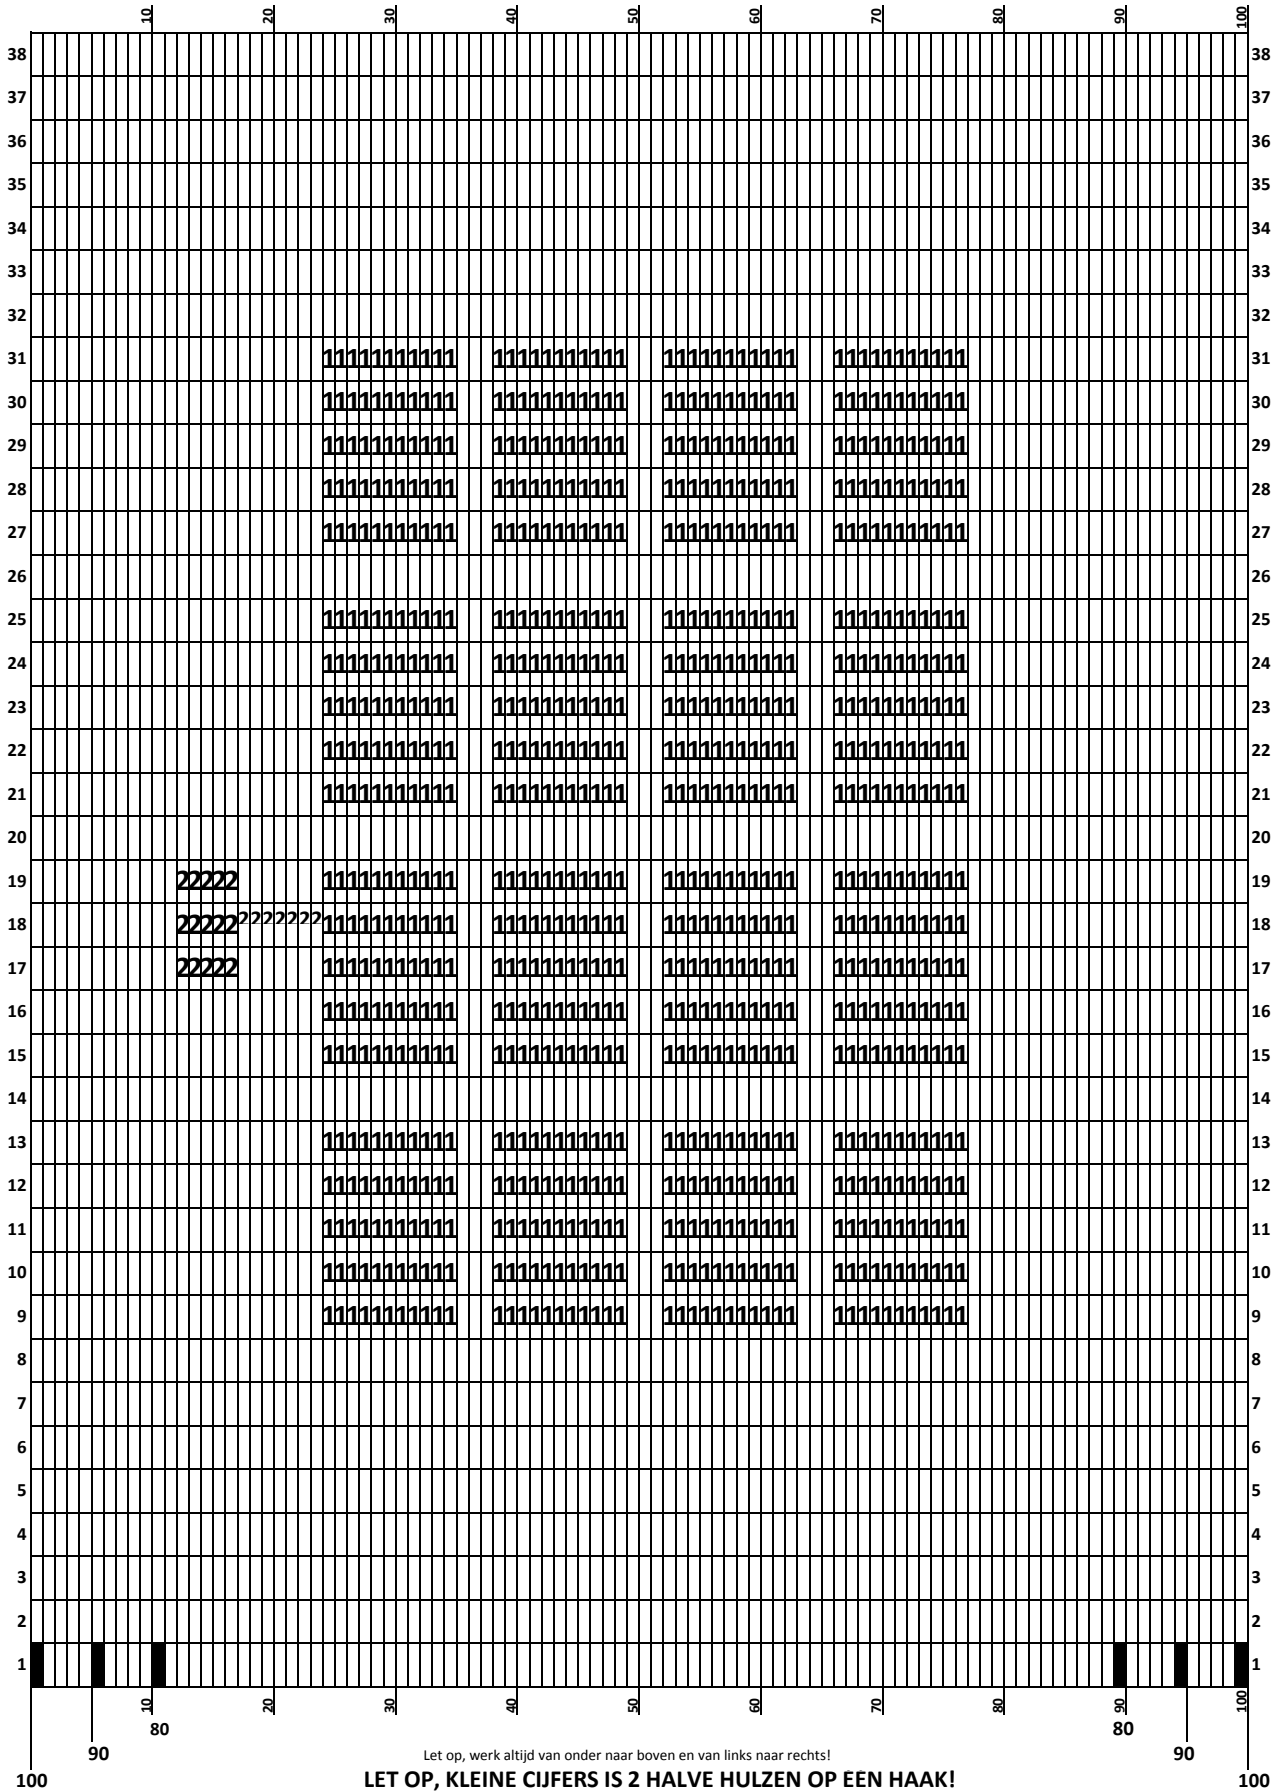 10 20 30 40 50 60 70 80 90 100
38 38
37 37
36 36
35 35
34 34
33 33
32 32
31 11111111111 11111111111 11111111111 11111111111 31
30 11111111111 11111111111 11111111111 11111111111 30
29 11111111111 11111111111 11111111111 11111111111 29
28 11111111111 11111111111 11111111111 11111111111 28
27 11111111111 11111111111 11111111111 11111111111 27
26 26
25 11111111111 11111111111 11111111111 11111111111 25
24 11111111111 11111111111 11111111111 11111111111 24
23 11111111111 11111111111 11111111111 11111111111 23
22 11111111111 11111111111 11111111111 11111111111 22
21 11111111111 11111111111 11111111111 11111111111 21
20 20
19 22222 11111111111 11111111111 11111111111 11111111111 19
18 22222 2222222 11111111111 11111111111 11111111111 11111111111 18
17 22222 11111111111 11111111111 11111111111 11111111111 17
16 11111111111 11111111111 11111111111 11111111111 16
15 11111111111 11111111111 11111111111 11111111111 15
14 14
13 11111111111 11111111111 11111111111 11111111111 13
12 11111111111 11111111111 11111111111 11111111111 12
11 11111111111 11111111111 11111111111 11111111111 11
10 11111111111 11111111111 11111111111 11111111111 10
9 11111111111 11111111111 11111111111 11111111111 9
8 8
7 7
6 6
5 5
4 4
3 3
2 2
1 1
10 20 30 40 50 60 70 80 90 100
80 80
90 Let op, werk altijd van onder naar boven en van links naar rechts! 90
100 LET OP, KLEINE CIJFERS IS 2 HALVE HULZEN OP ÉÉN HAAK! 100